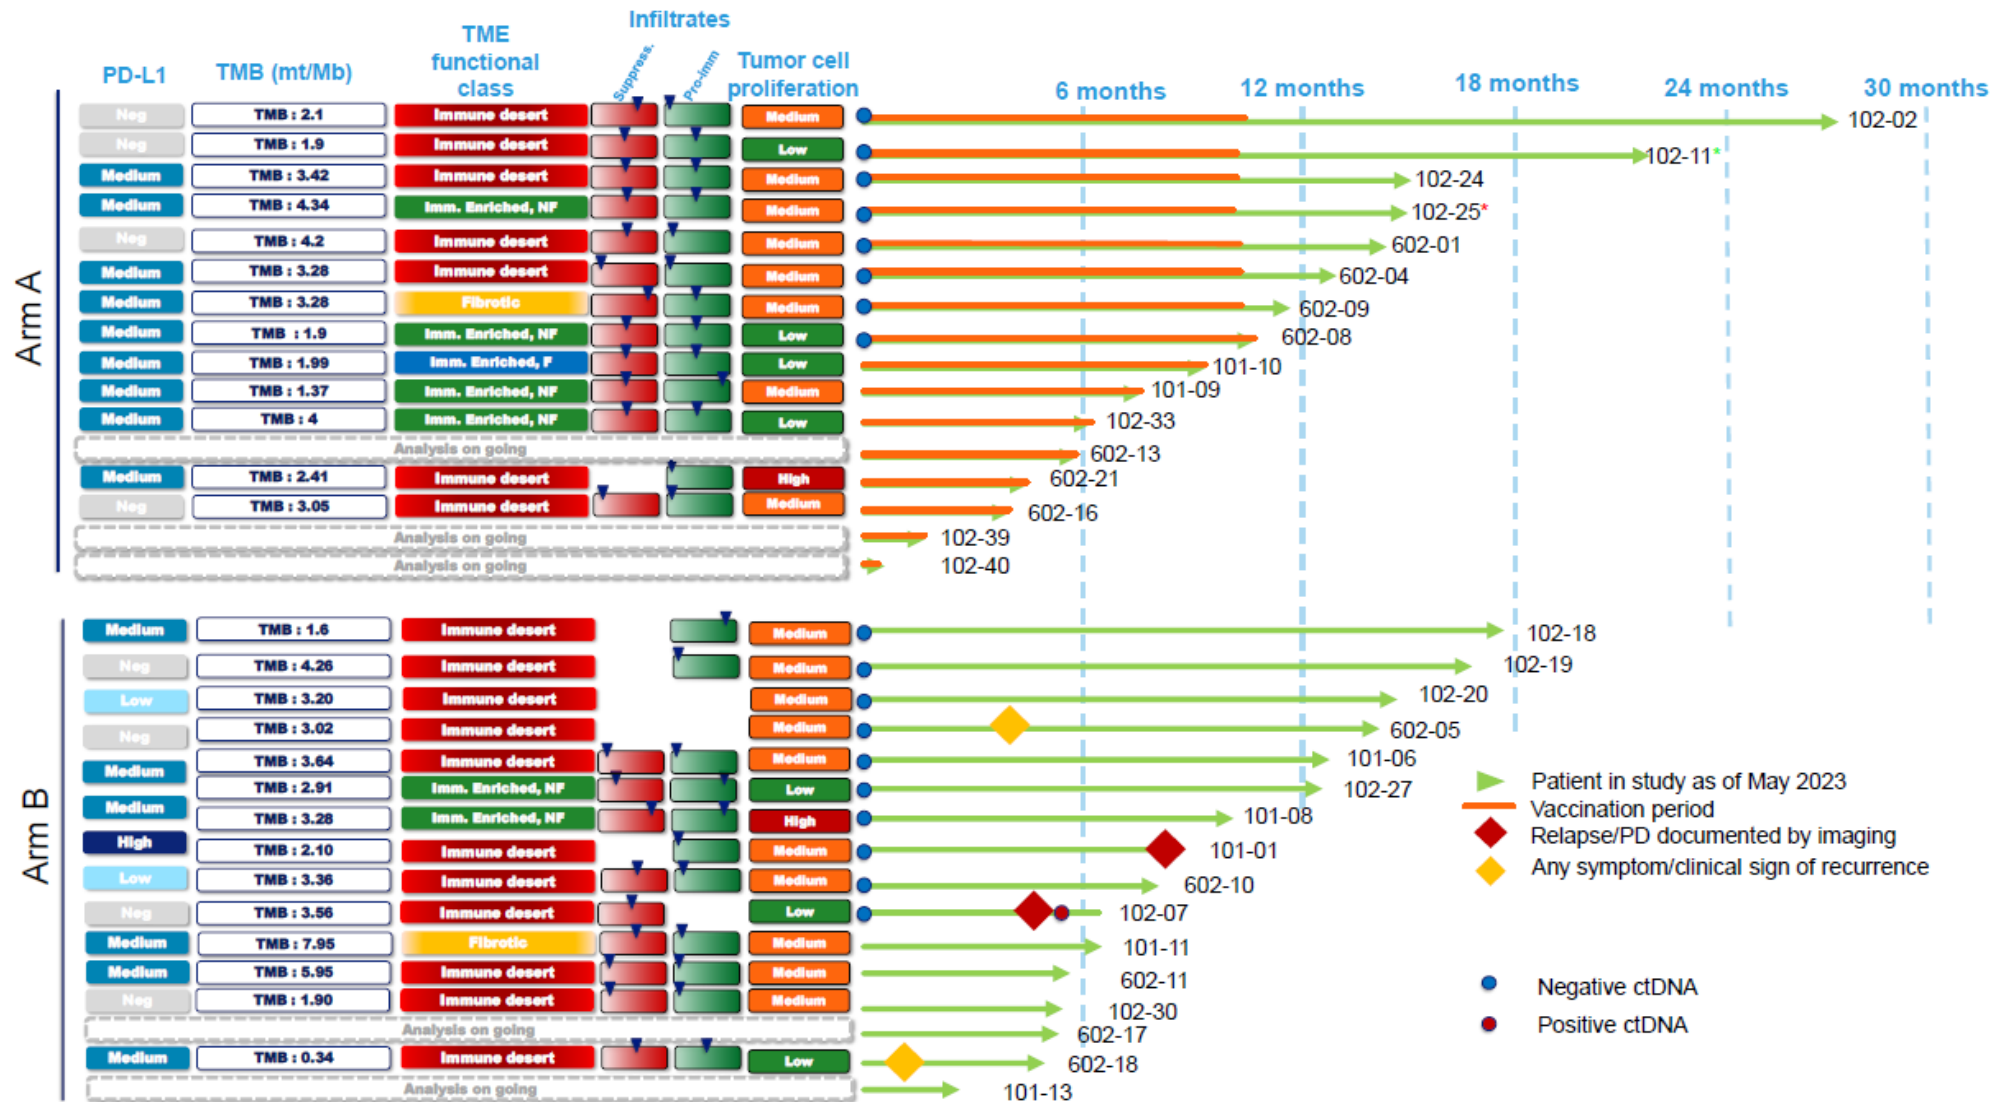 Infiltrates
PD-L1
TMB (mt/Mb)
TME
functional
class
Suppress.
Pro-imm
Tumor cell
proliferation
6 months
12 months
18 months
24 months
30 months
Arm A
Neg TMB : 2.1 Immune desert Medium 102-02
Neg TMB : 1.9 Immune desert Low 102-11*
Medium TMB : 3.42 Immune desert Medium 102-24
Medium TMB : 4.34 Imm. Enriched, NF Medium 102-25*
Neg TMB : 4.2 Immune desert Medium 602-01
Medium TMB : 3.28 Immune desert Medium 602-04
Medium TMB : 3.28 Fibrotic Medium 602-09
Medium TMB : 1.9 Imm. Enriched, NF Low 602-08
Medium TMB : 1.99 Imm. Enriched, F Low 101-10
Medium TMB : 1.37 Imm. Enriched, NF Medium 101-09
Medium TMB : 4 Imm. Enriched, NF Low 102-33
Analysis on going 602-13
Medium TMB : 2.41 Immune desert High 602-21
Neg TMB : 3.05 Immune desert Medium 602-16
Analysis on going 102-39
Analysis on going 102-40
Arm B
Medium TMB : 1.6 Immune desert Medium 102-18
Neg TMB : 4.26 Immune desert Medium 102-19
Low TMB : 3.20 Immune desert Medium 102-20
Neg TMB : 3.02 Immune desert Medium 602-05
Medium TMB : 3.64 Immune desert Medium 101-06
Medium TMB : 2.91 Imm. Enriched, NF Low 102-27
High TMB : 3.28 Imm. Enriched, NF High 101-08
TMB : 2.10 Immune desert Medium 101-01
Low TMB : 3.36 Immune desert Medium 602-10
Neg TMB : 3.56 Immune desert Low 102-07
Medium TMB : 7.95 Fibrotic Medium 101-11
Medium TMB : 5.95 Immune desert Medium 602-11
Neg TMB : 1.90 Immune desert Medium 102-30
Analysis on going 602-17
Medium TMB : 0.34 Immune desert Low 602-18
Analysis on going 101-13
Patient in study as of May 2023
Vaccination period
Relapse/PD documented by imaging
Any symptom/clinical sign of recurrence
Negative ctDNA
Positive ctDNA